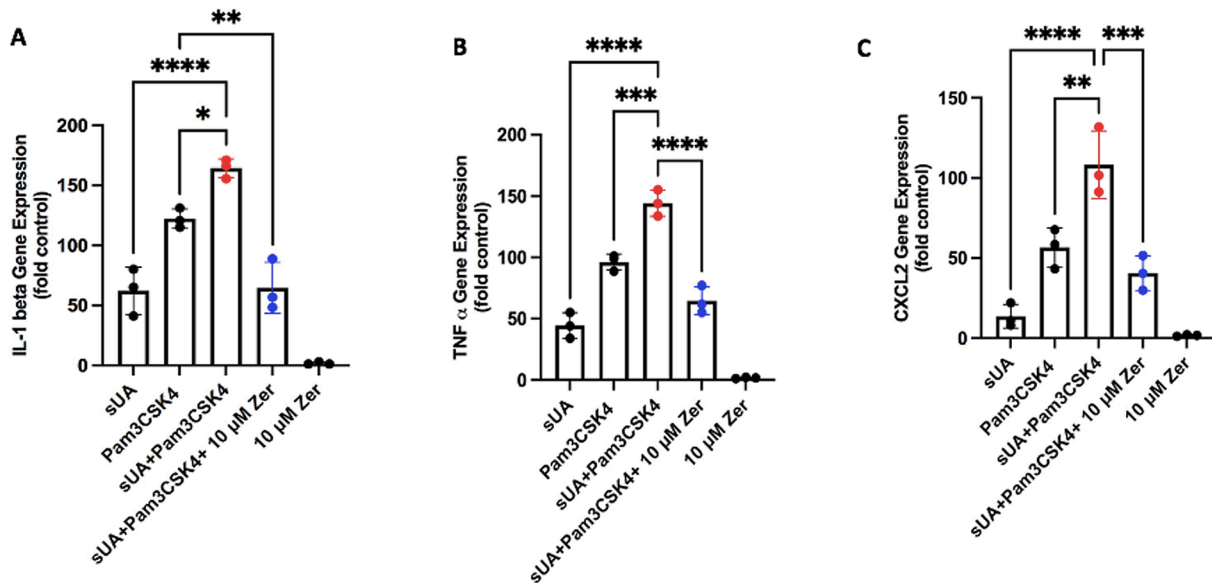 A
**
****
*
IL-1 beta Gene Expression
(fold control)
200
150
100
50
0
sUA
Pam3CSK4
sUA+Pam3CSK4
sUA+Pam3CSK4+ 10 µM Zer
10 µM Zer
B
****
***
****
TNF α Gene Expression
(fold control)
200
150
100
50
0
sUA
Pam3CSK4
sUA+Pam3CSK4
sUA+Pam3CSK4+ 10 µM Zer
10 µM Zer
C
****
***
**
CXCL2 Gene Expression
(fold control)
150
100
50
0
sUA
Pam3CSK4
sUA+Pam3CSK4
sUA+Pam3CSK4+ 10 µM Zer
10 µM Zer